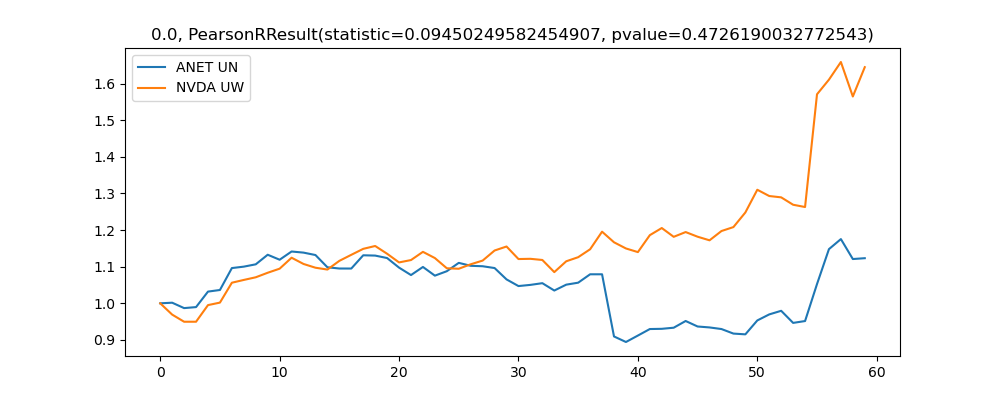 0.0, PearsonRResult(statistic=0.09450249582454907, pvalue=0.4726190032772543)
ANET UN
NVDA UW
1.6
1.5
1.4
1.3
1.2
1.1
1.0
0.9
0 10 20 30 40 50 60